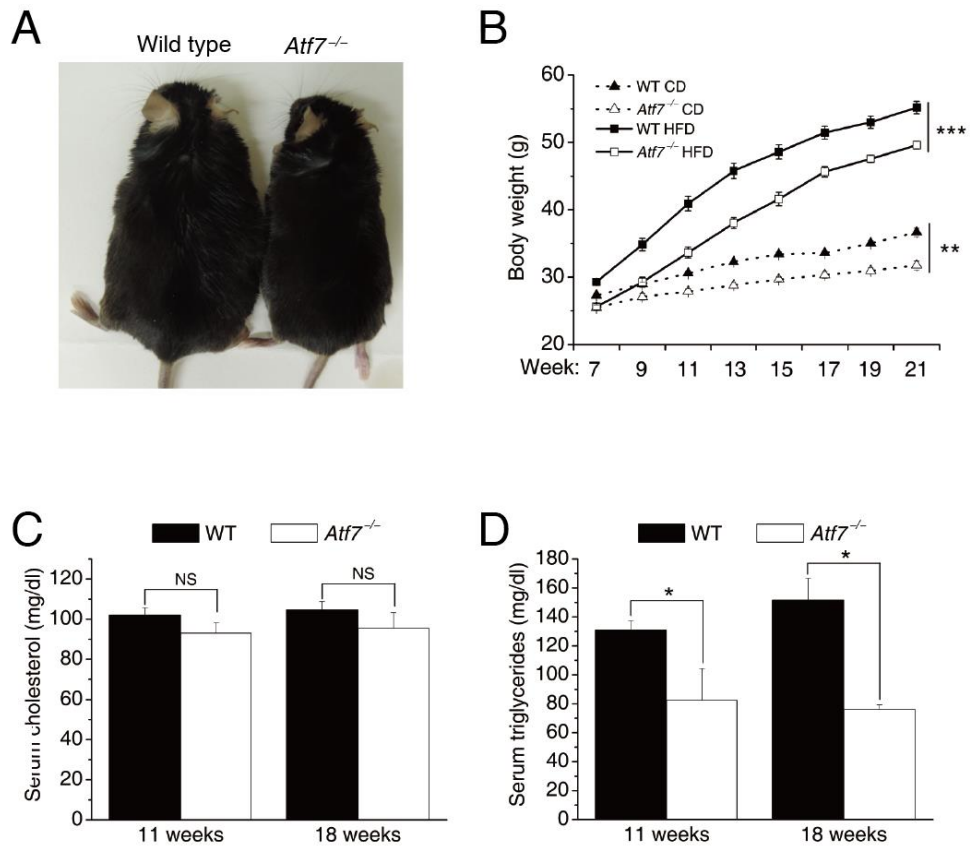 A
Wild type Atf7−/−
B
60
50
40
30
20
Body weight (g)
WT CD
Atf7−/− CD
WT HFD
Atf7−/− HFD
***
**
Week: 7 9 11 13 15 17 19 21
C
WT Atf7−/−
120
100
80
60
40
20
0
Serum cholesterol (mg/dl)
NS
NS
11 weeks 18 weeks
D
WT Atf7−/−
180
160
140
120
100
80
60
40
20
0
Serum triglycerides (mg/dl)
*
*
11 weeks 18 weeks